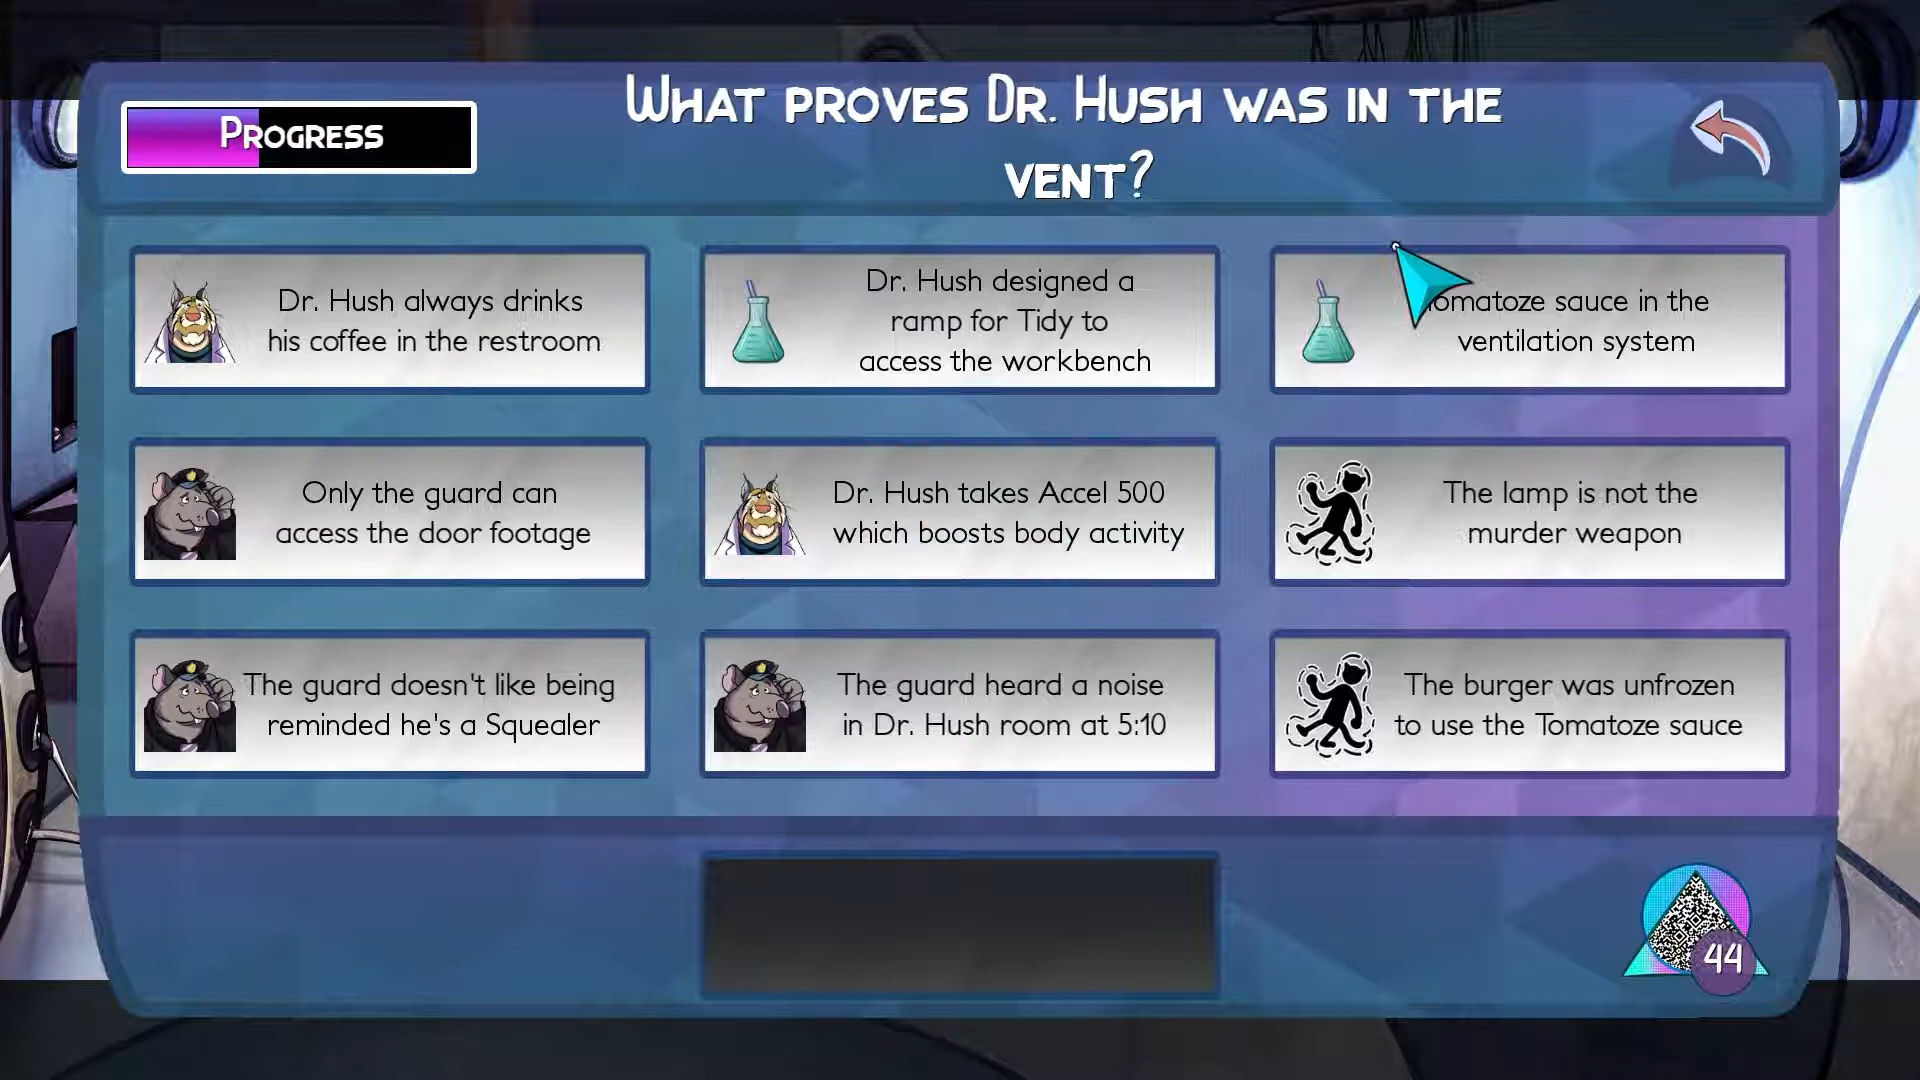 Progress
What proves Dr. Hush was in the
vent?
Dr. Hush always drinks
his coffee in the restroom
Dr. Hush designed a
ramp for Tidy to
access the workbench
sauce in the
ventilation system
Only the guard can
access the door footage
Dr. Hush takes Accel 500
which boosts body activity
The lamp is not the
murder weapon
The guard doesn't like being
reminded he's a Squealer
The guard heard a noise
in Dr. Hush room at 5:10
The burger was unfrozen
to use the Tomatoze sauce
44